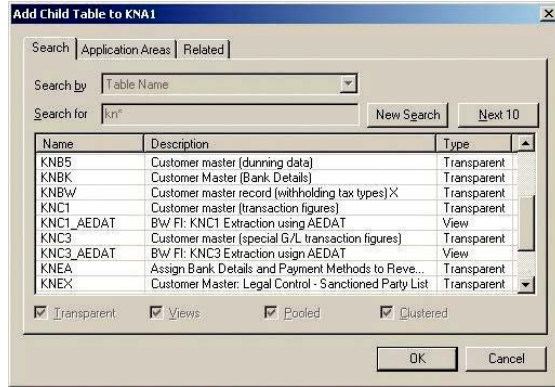 Add Child Table to KNA1
Search Application Areas Related
Search by Table Name
Search for kn* New Search Next 10
Name Description Type
KNB5 Customer master (dunning data) Transparent
KNBK Customer Master (Bank Details) Transparent
KNBW Customer master record (withholding tax types) X Transparent
KNC1 Customer master (transaction figures) Transparent
KNC1_AEDAT BW FI: KNC1 Extraction using AEDAT View
KNC3 Customer master (special G/L transaction figures) Transparent
KNC3_AEDAT BW FI: KNC3 Extraction usign AEDAT View
KNEA Assign Bank Details and Payment Methods to Reve... Transparent
KNEX Customer Master: Legal Control - Sanctioned Party List Transparent
Transparent Views Pooled Clustered
OK Cancel